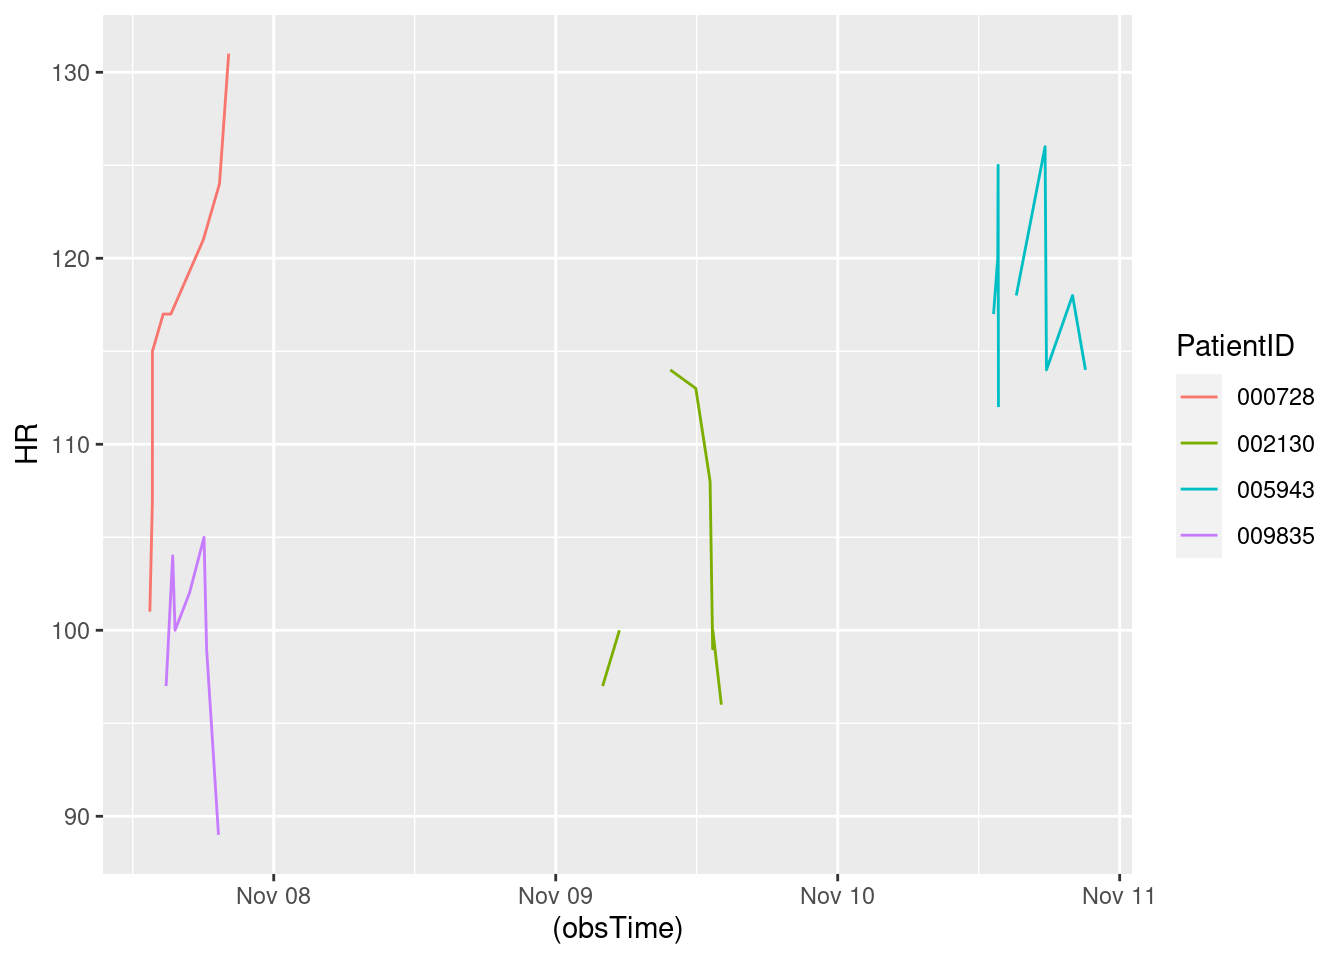 130
120
110
100
90
HR
Nov 08
Nov 09
Nov 10
Nov 11
(obsTime)
PatientID
000728
002130
005943
009835